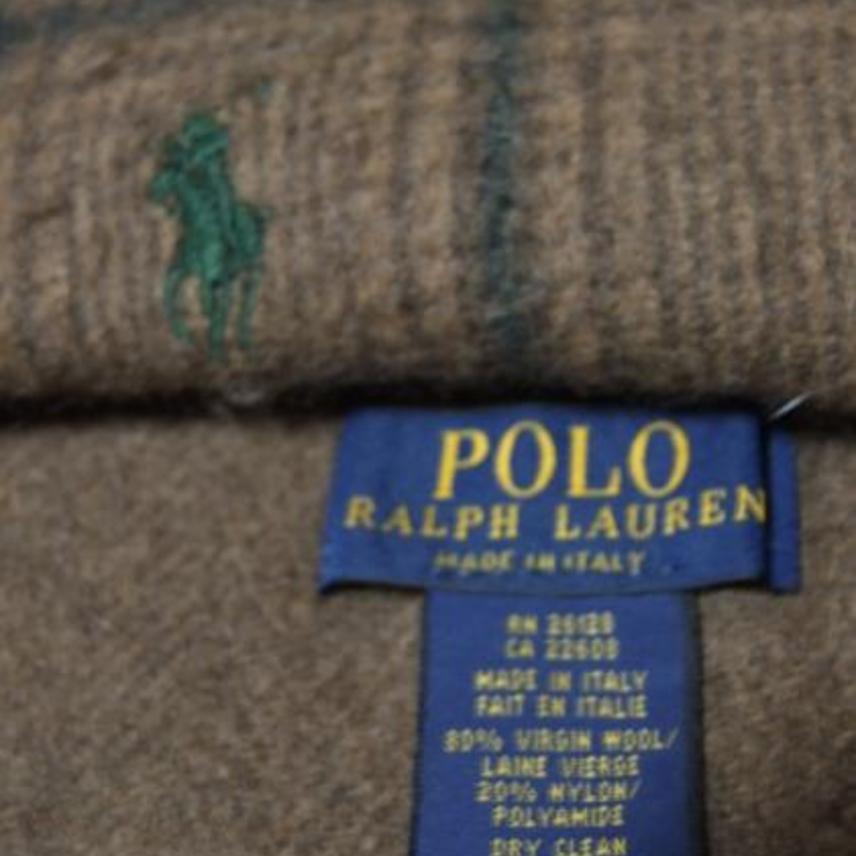 POLO
RALPH LAUREN
MADE IN ITALY
RN 26128
CA 22608
MADE IN ITALY
FAIT EN ITALIE
80% VIRGIN WOOL/
LAINE VIERGE
20% NYLON/
POLYAMIDE
DRY CLEAN